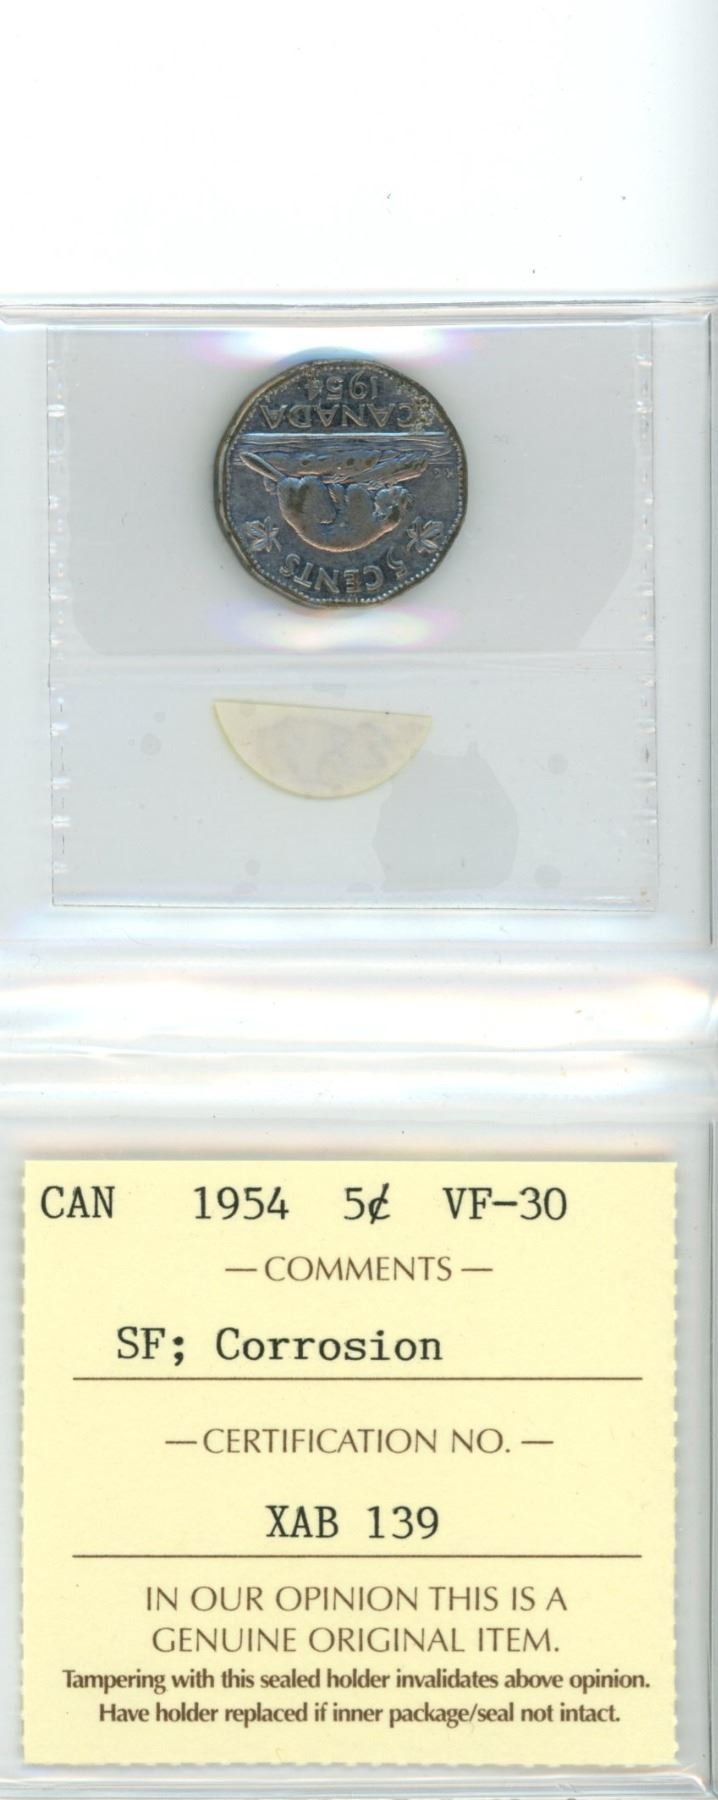 5 CENTS
K G
CANADA
1954
CAN 1954 5¢ VF-30
— COMMENTS —
SF; Corrosion
— CERTIFICATION NO. —
XAB 139
IN OUR OPINION THIS IS A
GENUINE ORIGINAL ITEM.
Tampering with this sealed holder invalidates above opinion.
Have holder replaced if inner package/seal not intact.